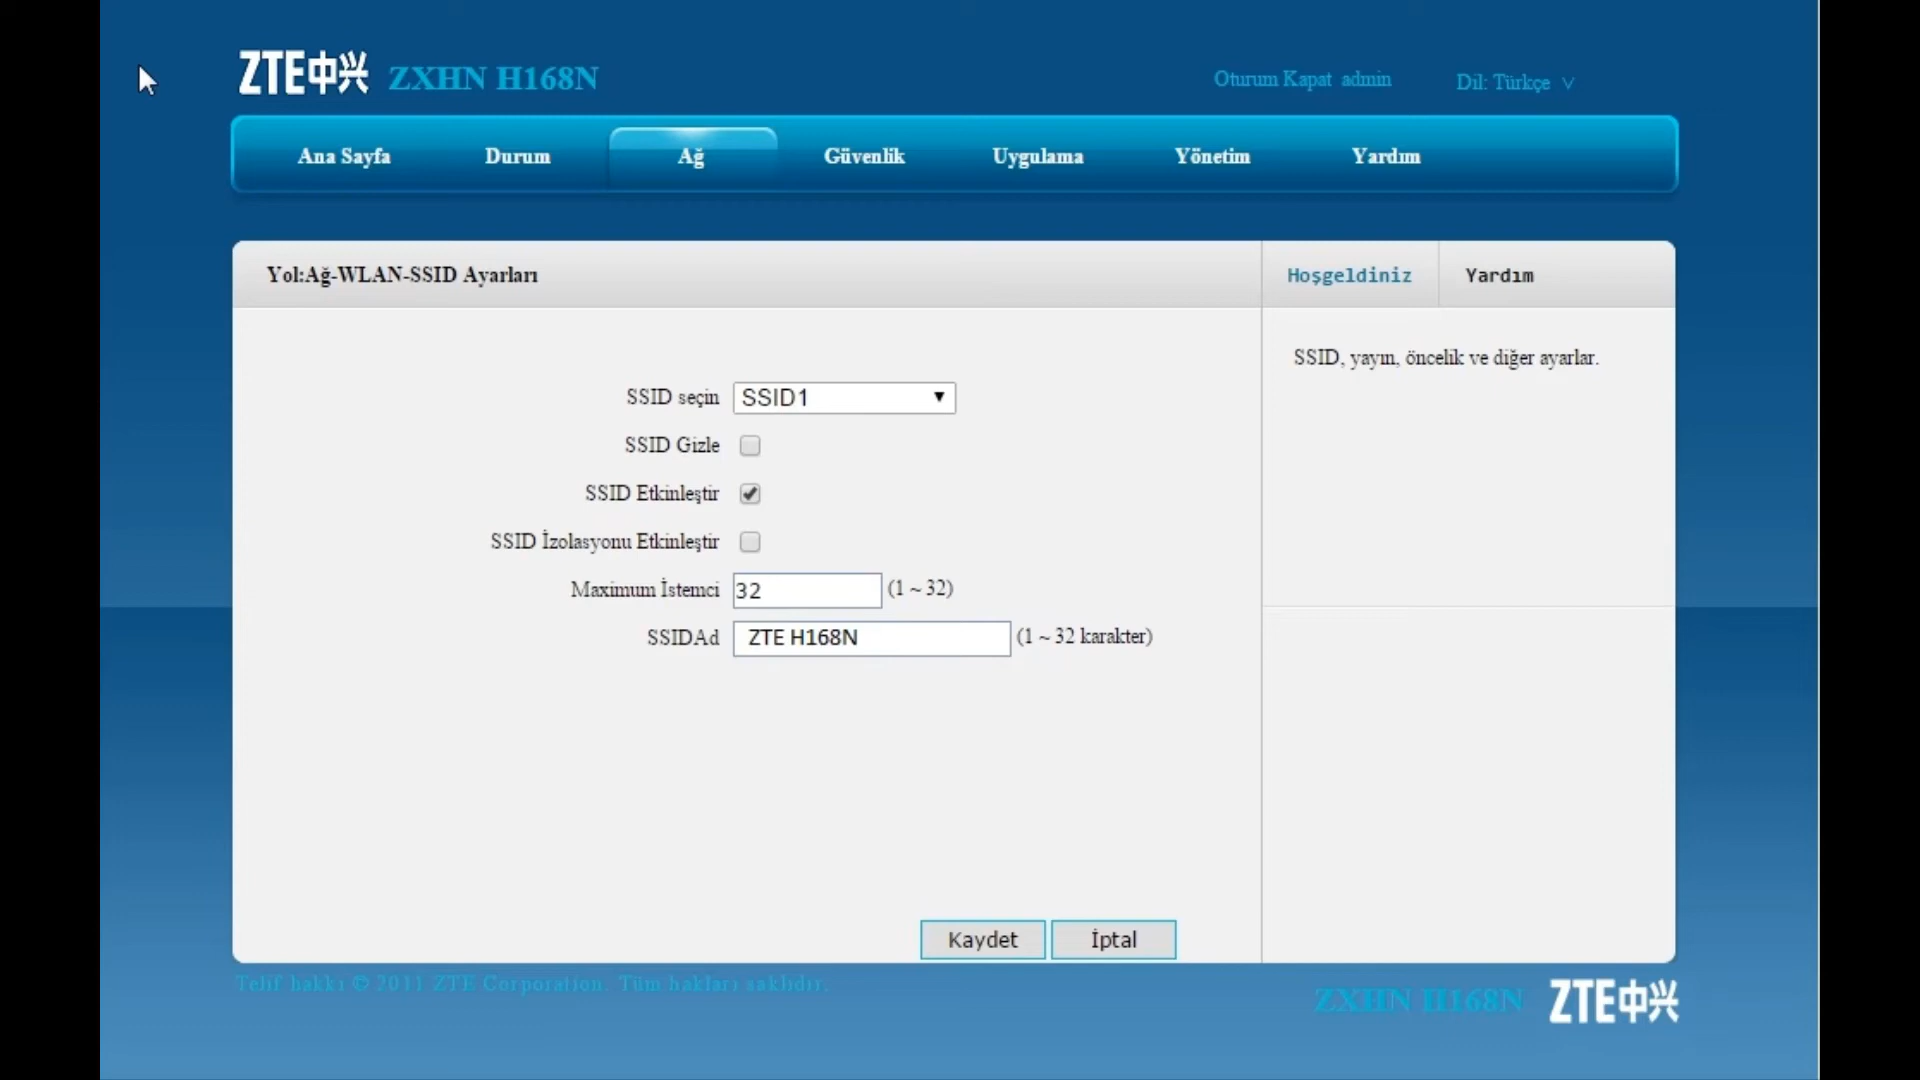 ZTE中兴 ZXHN H168N
Oturum Kapat admin
Dil: Türkçe
Ana Sayfa Durum Ağ Güvenlik Uygulama Yönetim Yardım
Yol:Ağ-WLAN-SSID Ayarları
Hoşgeldiniz Yardım
SSID, yayın, öncelik ve diğer ayarlar.
SSID seçin SSID1
SSID Gizle
SSID Etkinleştir
SSID İzolasyonu Etkinleştir
Maximum İstemci 32 (1 ~ 32)
SSIDAd ZTE H168N (1 ~ 32 karakter)
Kaydet İptal
Telif hakkı © 2011 ZTE Corporation. Tüm hakları saklıdır.
ZXHN H168N ZTE中兴